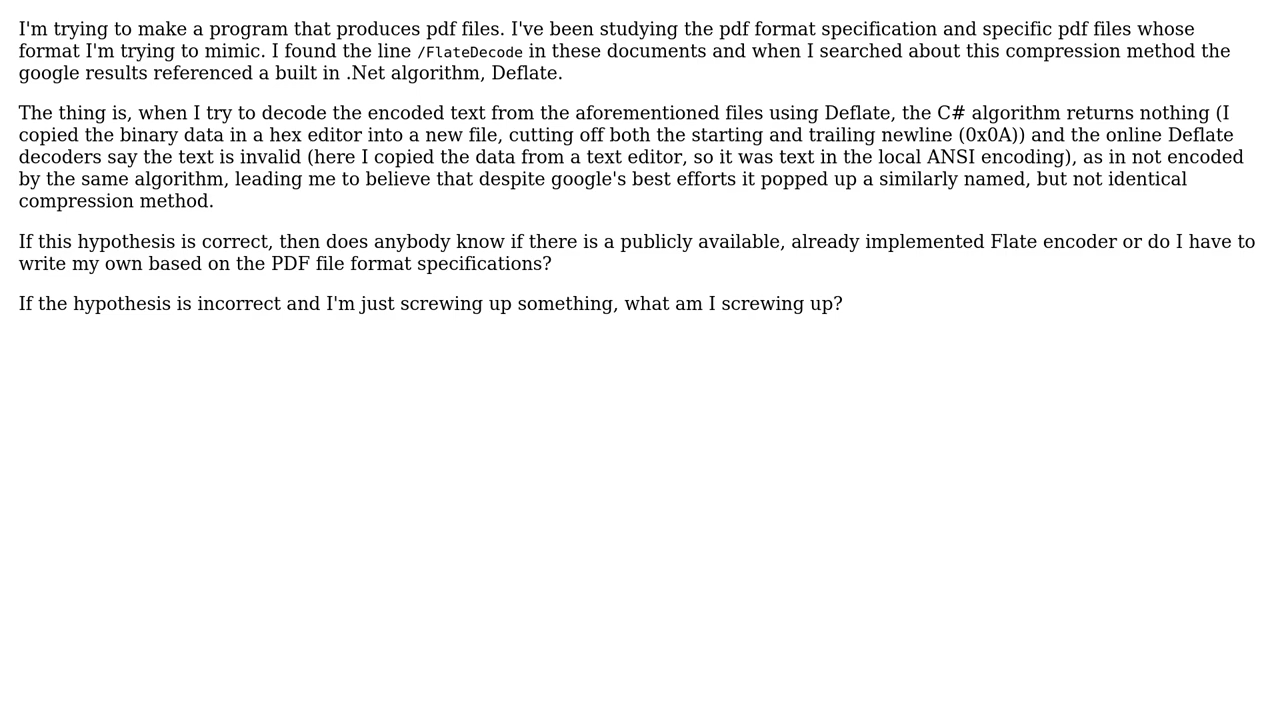 I'm trying to make a program that produces pdf files. I've been studying the pdf format specification and specific pdf files whose
format I'm trying to mimic. I found the line /FlateDecode in these documents and when I searched about this compression method the
google results referenced a built in .Net algorithm, Deflate.
The thing is, when I try to decode the encoded text from the aforementioned files using Deflate, the C# algorithm returns nothing (I
copied the binary data in a hex editor into a new file, cutting off both the starting and trailing newline (0x0A)) and the online Deflate
decoders say the text is invalid (here I copied the data from a text editor, so it was text in the local ANSI encoding), as in not encoded
by the same algorithm, leading me to believe that despite google's best efforts it popped up a similarly named, but not identical
compression method.
If this hypothesis is correct, then does anybody know if there is a publicly available, already implemented Flate encoder or do I have to
write my own based on the PDF file format specifications?
If the hypothesis is incorrect and I'm just screwing up something, what am I screwing up?